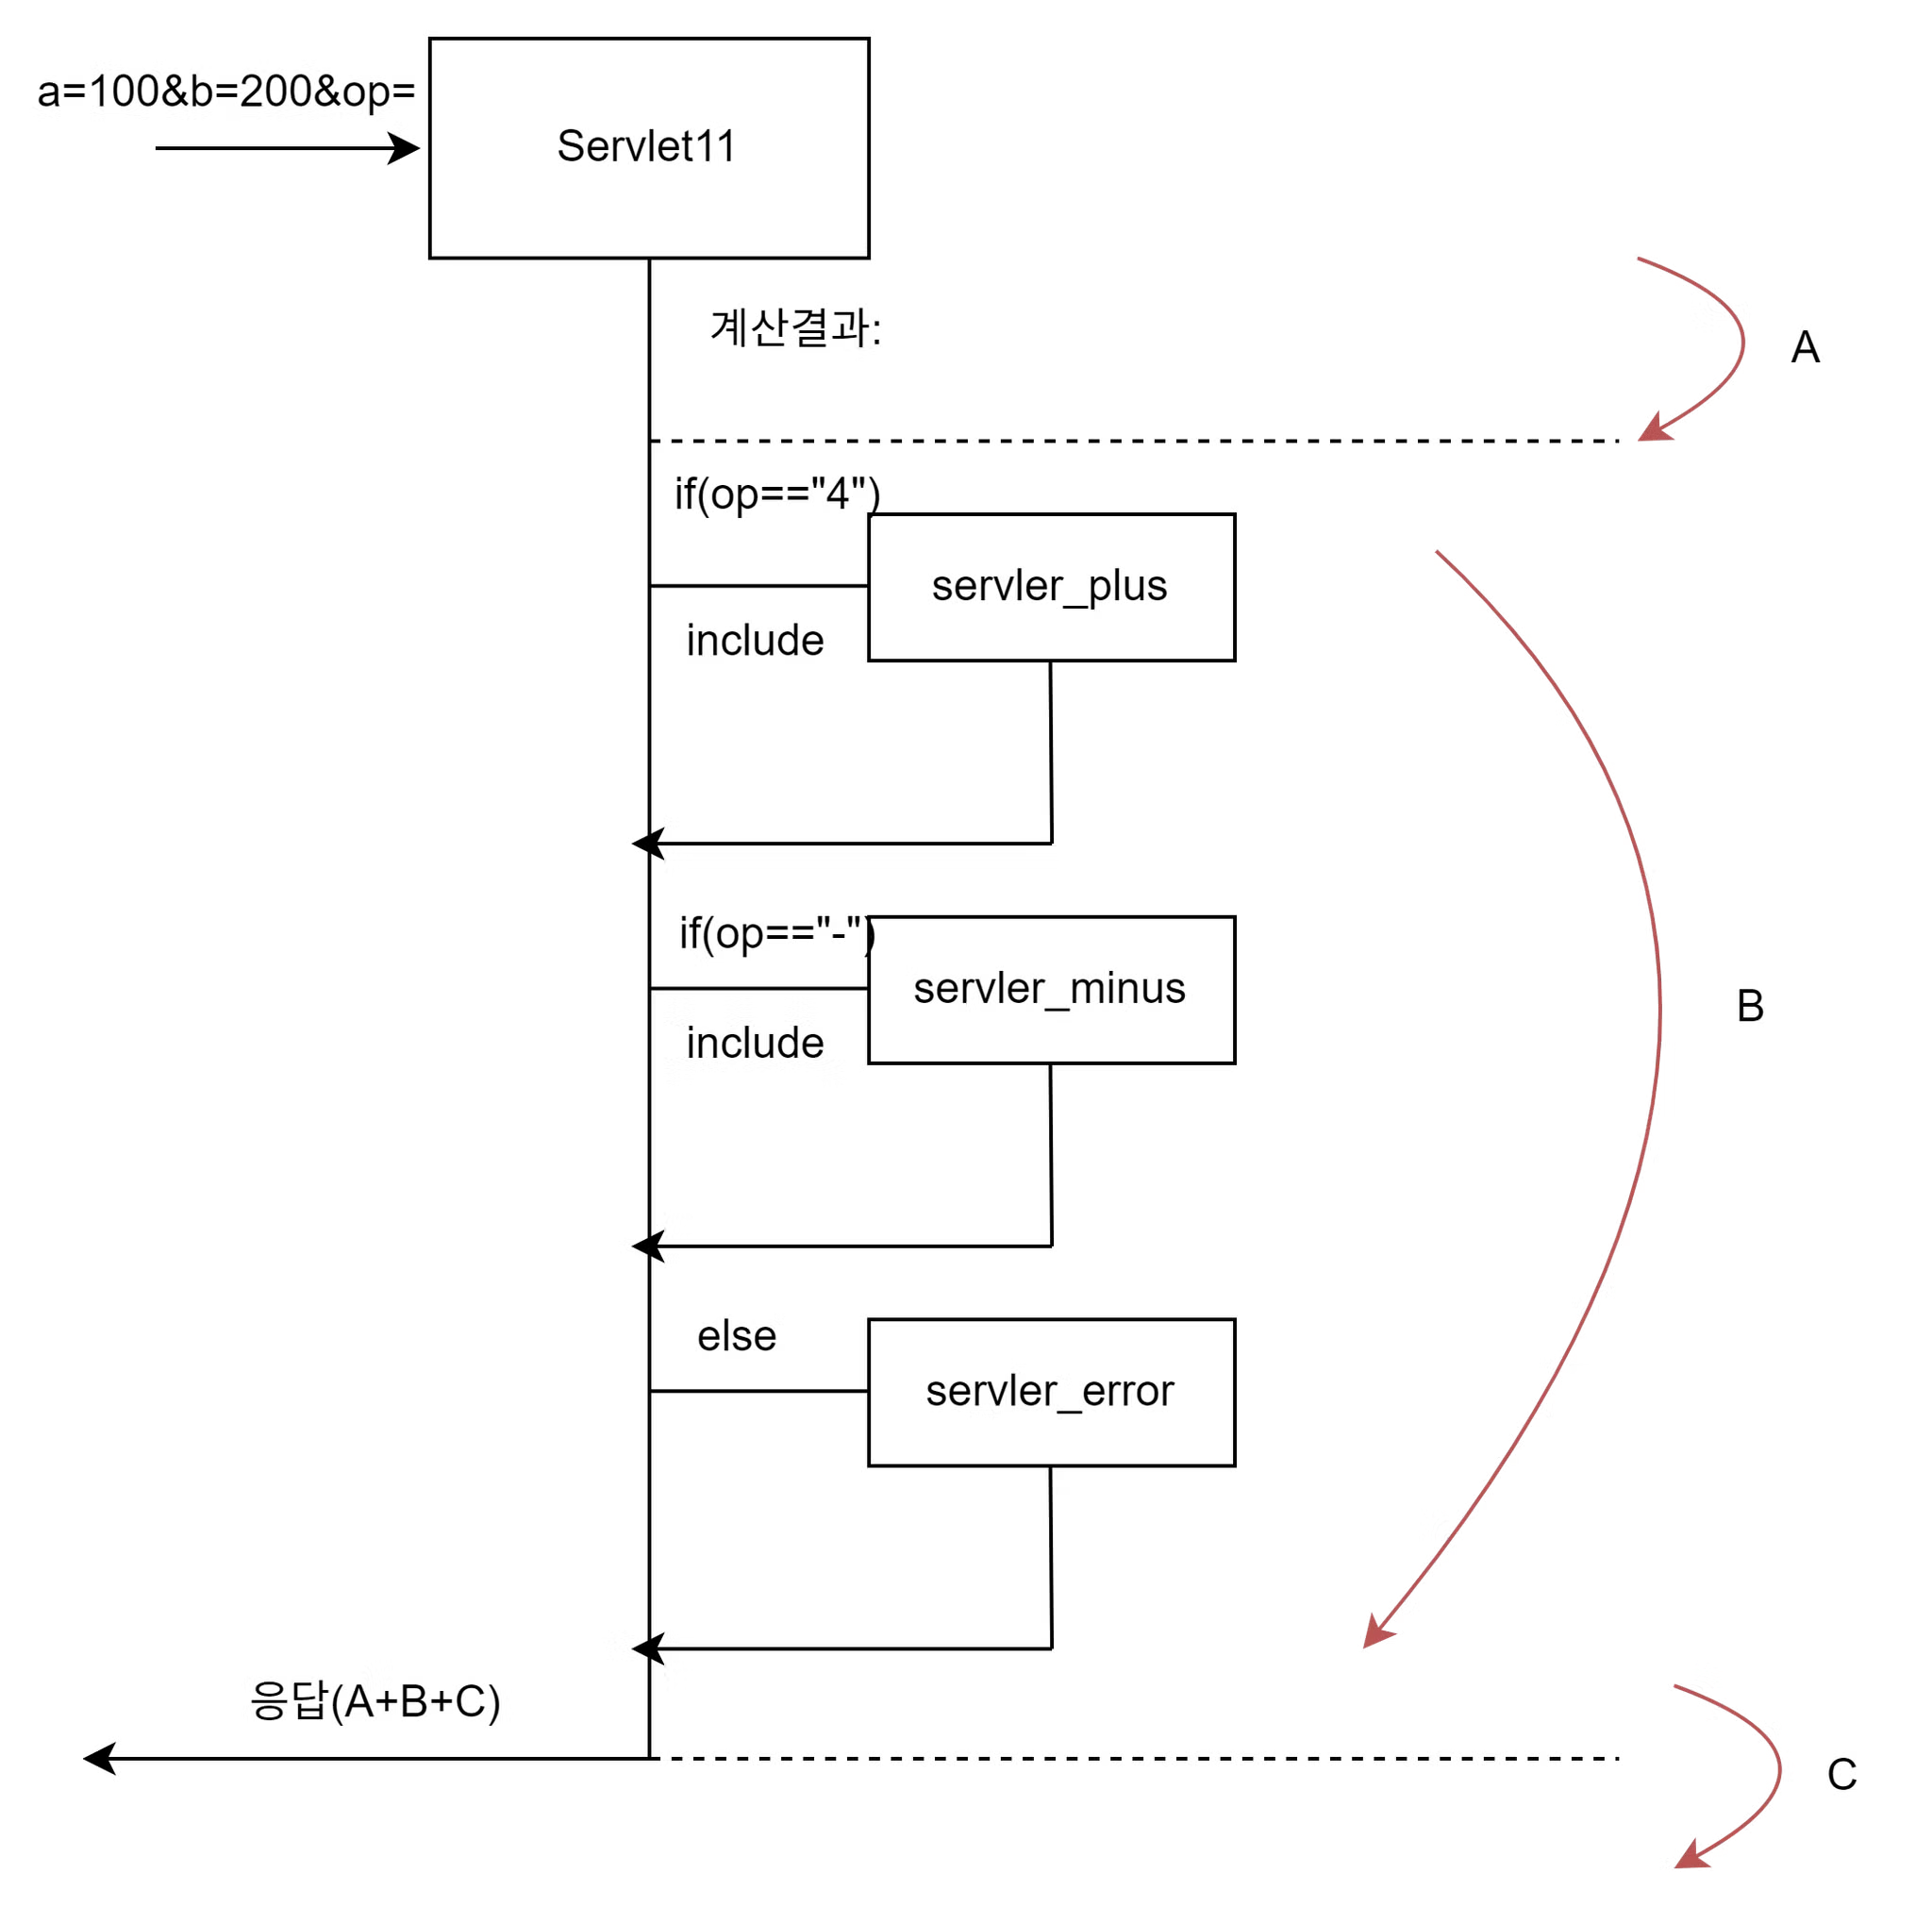 a=100&b=200&op=
Servlet11
계산결과:
A
if(op=="4")
servler_plus
include
if(op=="-")
servler_minus
include
B
else
servler_error
응답(A+B+C)
C